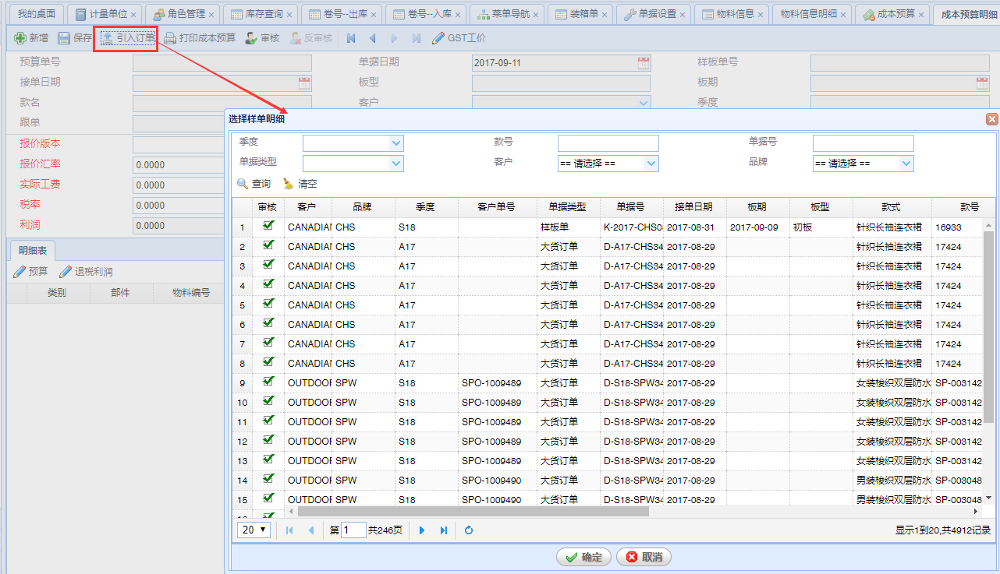 我的桌面 计量单位 角色管理 库存查询 卷号--出库 卷号--入库 菜单导航 装箱单 单据设置 物料信息 物料信息明细 成本预算 成本预算明细
新增 保存 引入订单 打印成本预算 审核 反审核 GST工价
预算单号 单据日期 2017-09-11 样板单号
接单日期 板型 板期
款名 客户 季度
跟单
报价版本
报价汇率 0.0000
实际工费 0.0000
税率 0.0000
利润 0.0000
明细表
预算 退税利润
类别 部件 物料编号
选择样单明细
季度 款号 单据号
单据类型 客户 == 请选择 == 品牌 == 请选择 ==
查询 清空
审核 客户 品牌 季度 客户单号 单据类型 单据号 接单日期 板期 板型 款式 款号
1 CANADIAN CHS S18 样板单 K-2017-CHS0 2017-08-31 2017-09-09 初板 针织长袖连衣裙 16933
2 CANADIAN CHS A17 大货订单 D-A17-CHS34 2017-08-29 针织长袖连衣裙 17424
3 CANADIAN CHS A17 大货订单 D-A17-CHS34 2017-08-29 针织长袖连衣裙 17424
4 CANADIAN CHS A17 大货订单 D-A17-CHS34 2017-08-29 针织长袖连衣裙 17424
5 CANADIAN CHS A17 大货订单 D-A17-CHS34 2017-08-29 针织长袖连衣裙 17424
6 CANADIAN CHS A17 大货订单 D-A17-CHS34 2017-08-29 针织长袖连衣裙 17424
7 CANADIAN CHS A17 大货订单 D-A17-CHS34 2017-08-29 针织长袖连衣裙 17424
8 CANADIAN CHS A17 大货订单 D-A17-CHS34 2017-08-29 针织长袖连衣裙 17424
9 OUTDOOR SPW S18 SPO-1009489 大货订单 D-S18-SPW34 2017-08-29 女装梭织双层防水 SP-003142
10 OUTDOOR SPW S18 SPO-1009489 大货订单 D-S18-SPW34 2017-08-29 女装梭织双层防水 SP-003142
11 OUTDOOR SPW S18 SPO-1009489 大货订单 D-S18-SPW34 2017-08-29 女装梭织双层防水 SP-003142
12 OUTDOOR SPW S18 SPO-1009489 大货订单 D-S18-SPW34 2017-08-29 女装梭织双层防水 SP-003142
13 OUTDOOR SPW S18 SPO-1009489 大货订单 D-S18-SPW34 2017-08-29 女装梭织双层防水 SP-003142
14 OUTDOOR SPW S18 SPO-1009490 大货订单 D-S18-SPW34 2017-08-29 男装梭织双层防水 SP-003048
15 OUTDOOR SPW S18 SPO-1009490 大货订单 D-S18-SPW34 2017-08-29 男装梭织双层防水 SP-003048
20 第 1 共246页 显示1到20,共4912记录
确定 取消